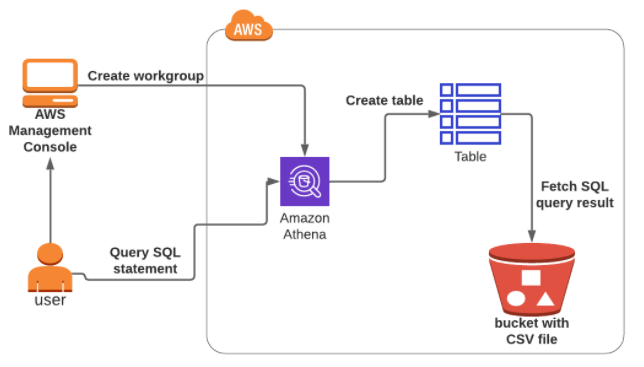 AWS
Create workgroup
AWS
Management
Console
Create table
Table
Amazon
Athena
Fetch SQL
query result
Query SQL
statement
user
bucket with
CSV file